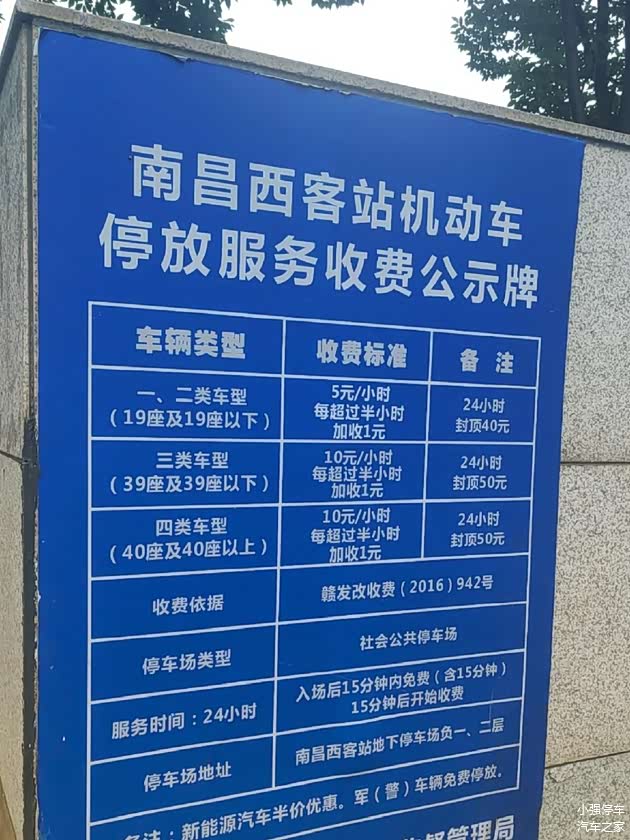 南昌西客站机动车
停放服务收费公示牌
车辆类型
收费标准
备 注
一、二类车型
（19座及19座以下）
5元/小时
每超过半小时
加收1元
24小时
封顶40元
三类车型
（39座及39座以下）
10元/小时
每超过半小时
加收1元
24小时
封顶50元
四类车型
（40座及40座以上）
10元/小时
每超过半小时
加收1元
24小时
封顶50元
收费依据
赣发改收费（2016）942号
停车场类型
社会公共停车场
服务时间：24小时
入场后15分钟内免费（含15分钟）
15分钟后开始收费
停车场地址
南昌西客站地下停车场负一、二层
备注：新能源汽车半价优惠。军（警）车辆免费停放。
管理局
小强停车
汽车之家